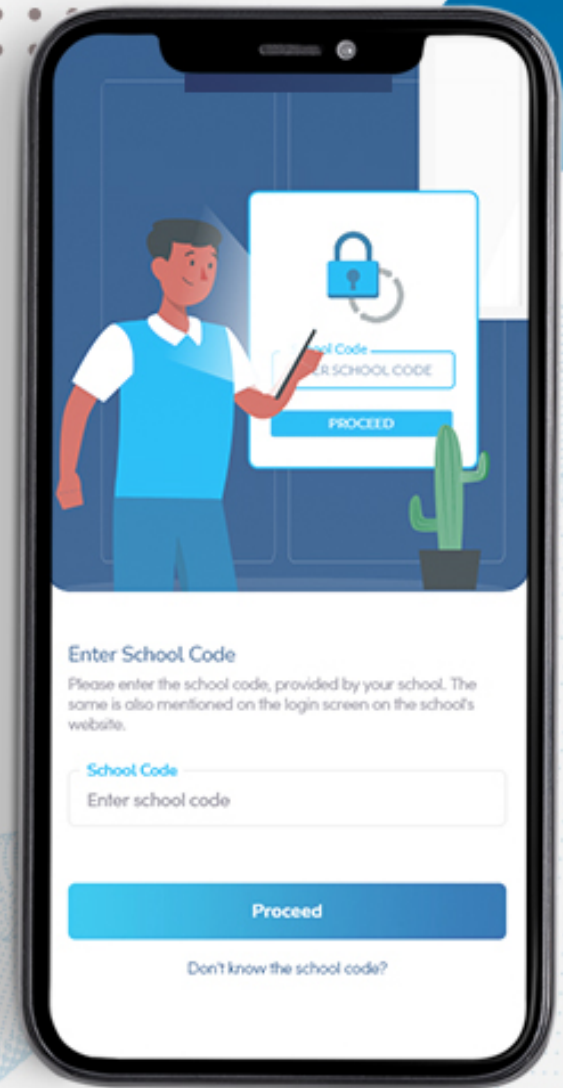 School Code
SCHOOL CODE
PROCEED
Enter School Code
Please enter the school code, provided by your school. The
same is also mentioned on the login screen on the school's
website.
School Code
Enter school code
Proceed
Don't know the school code?